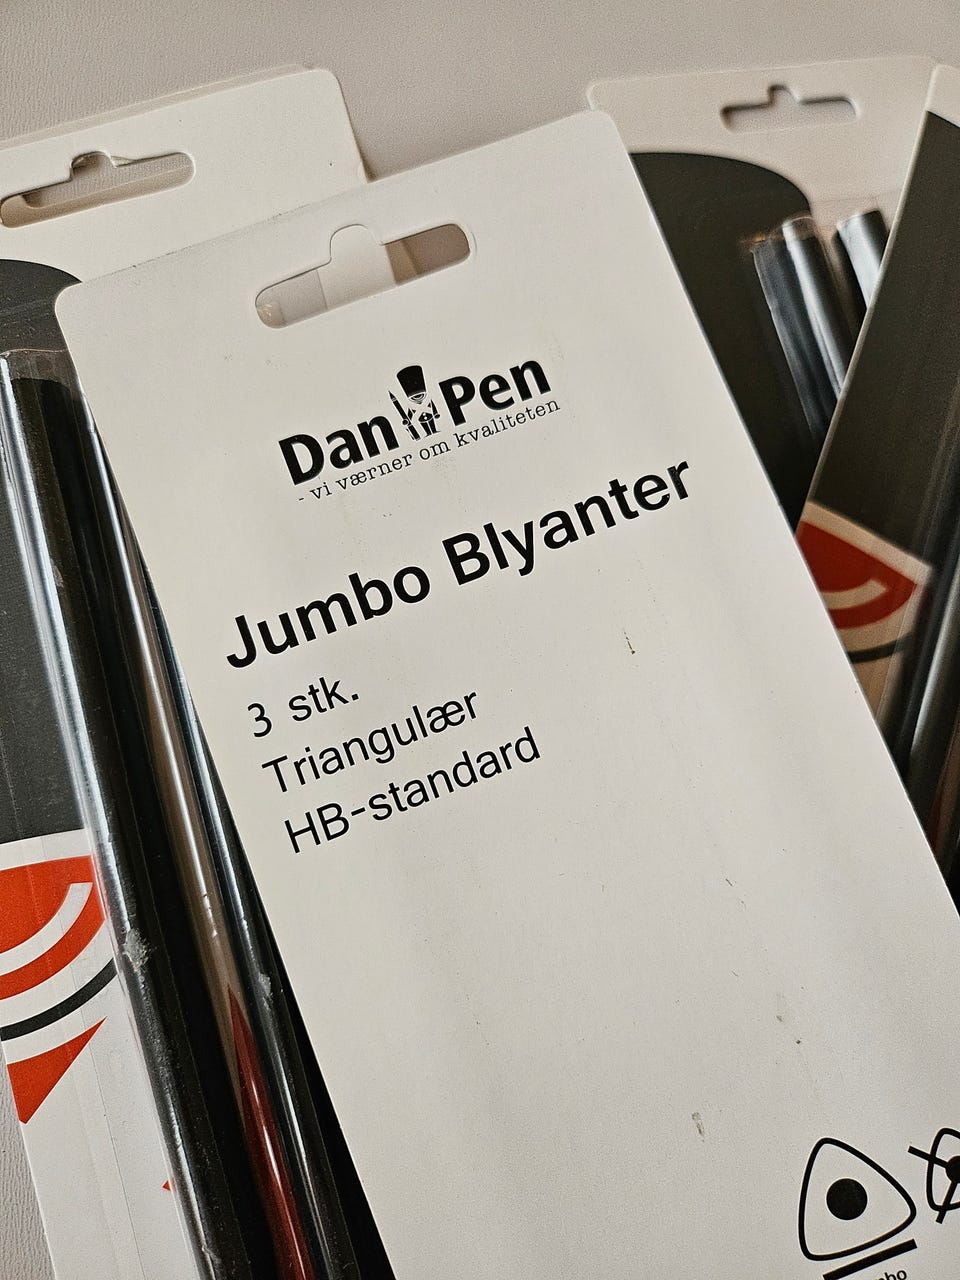 Dan Pen
- vi værner om kvaliteten
Jumbo Blyanter
3 stk.
Triangulær
HB-standard